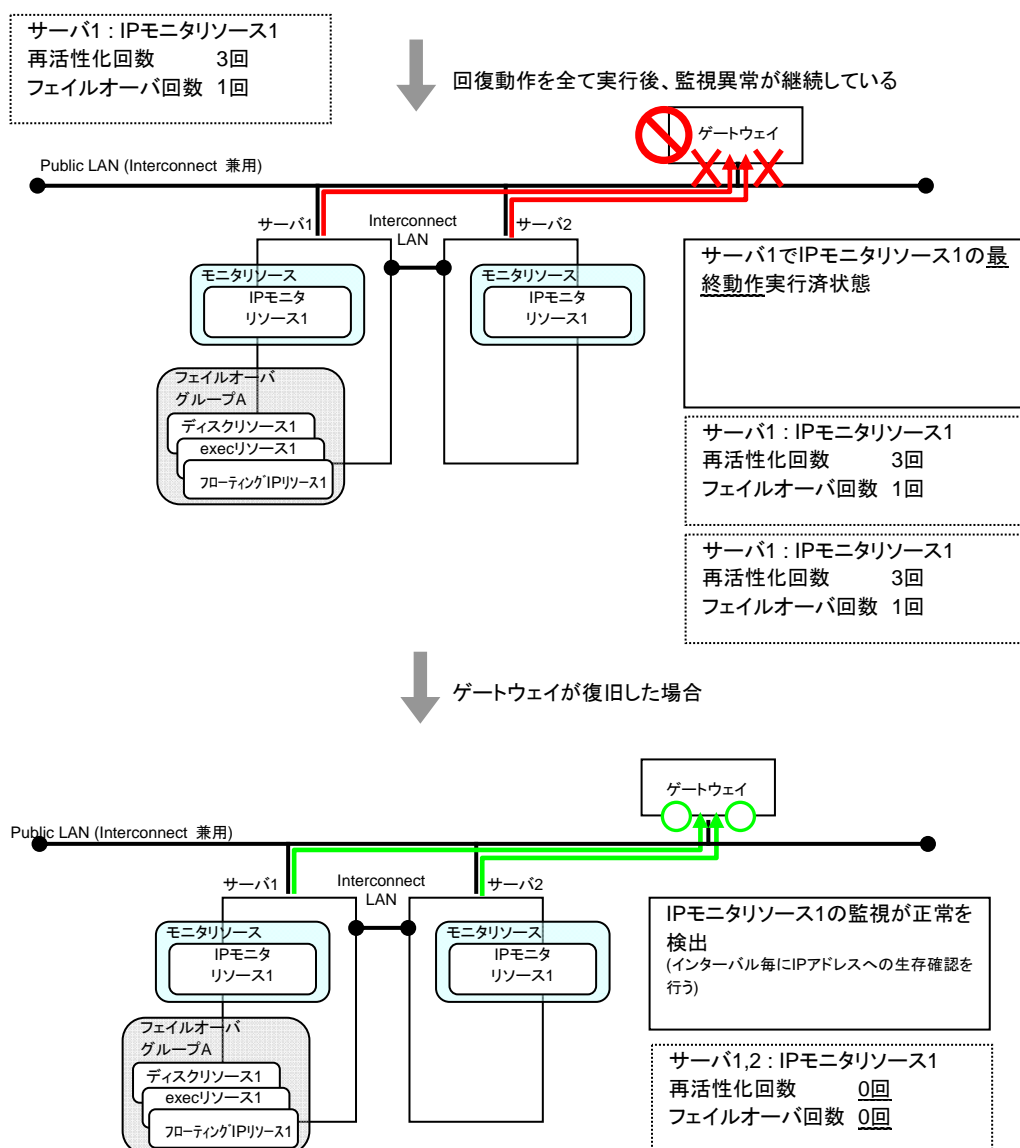 サーバ1 : IPモニタリソース1
再活性化回数 3回
フェイルオーバ回数 1回
回復動作を全て実行後、監視異常が継続している
ゲートウェイ
Public LAN (Interconnect 兼用)
サーバ1
Interconnect
LAN
サーバ2
モニタリソース
IPモニタ
リソース1
モニタリソース
IPモニタ
リソース1
フェイルオーバ
グループA
ディスクリソース1
execリソース1
フローティングIPリソース1
サーバ1でIPモニタリソース1の最
終動作実行済状態
サーバ1 : IPモニタリソース1
再活性化回数 3回
フェイルオーバ回数 1回
サーバ1 : IPモニタリソース1
再活性化回数 3回
フェイルオーバ回数 1回
ゲートウェイが復旧した場合
ゲートウェイ
Public LAN (Interconnect 兼用)
サーバ1
Interconnect
LAN
サーバ2
モニタリソース
IPモニタ
リソース1
モニタリソース
IPモニタ
リソース1
フェイルオーバ
グループA
ディスクリソース1
execリソース1
フローティングIPリソース1
IPモニタリソース1の監視が正常を
検出
(インターバル毎にIPアドレスへの生存確認を
行う)
サーバ1,2 : IPモニタリソース1
再活性化回数 0回
フェイルオーバ回数 0回